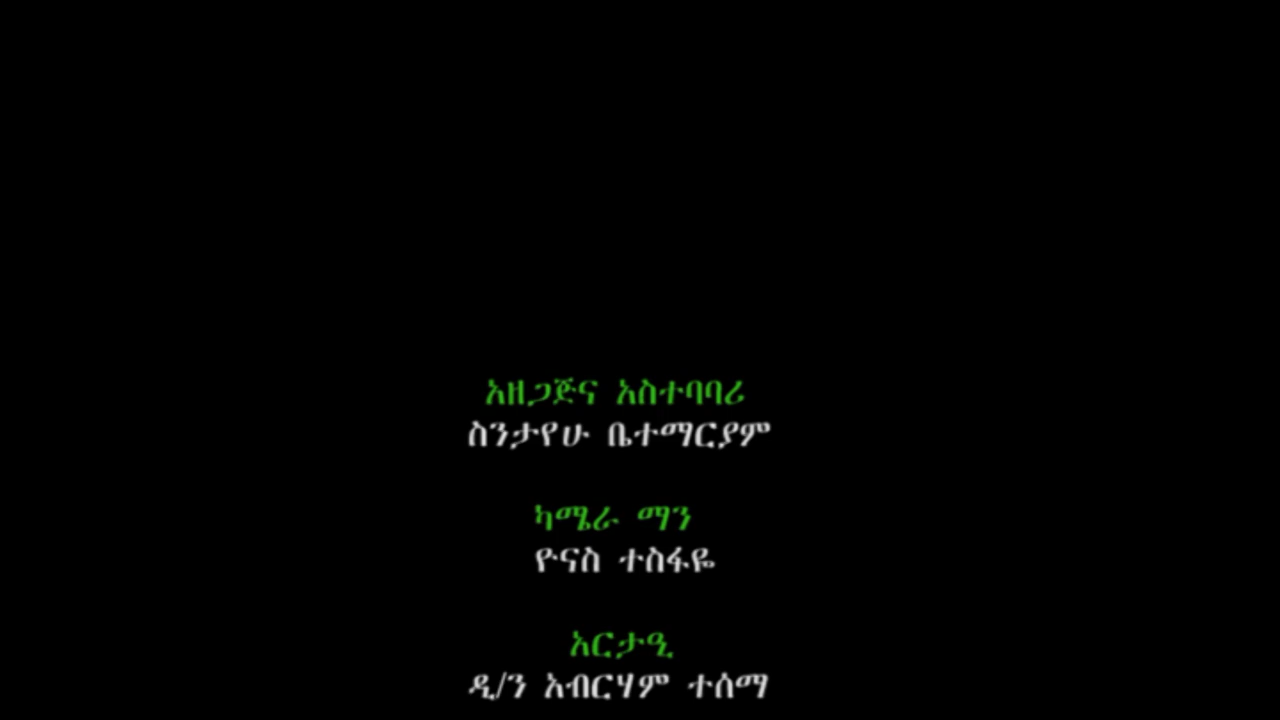 አዘጋጅና አስተባባሪ
ስንታየሁ ቤተማርያም
ካሜራ ማን
ዮናስ ተስፋዬ
አርታዒ
ዲ/ን አብርሃም ተሰማ